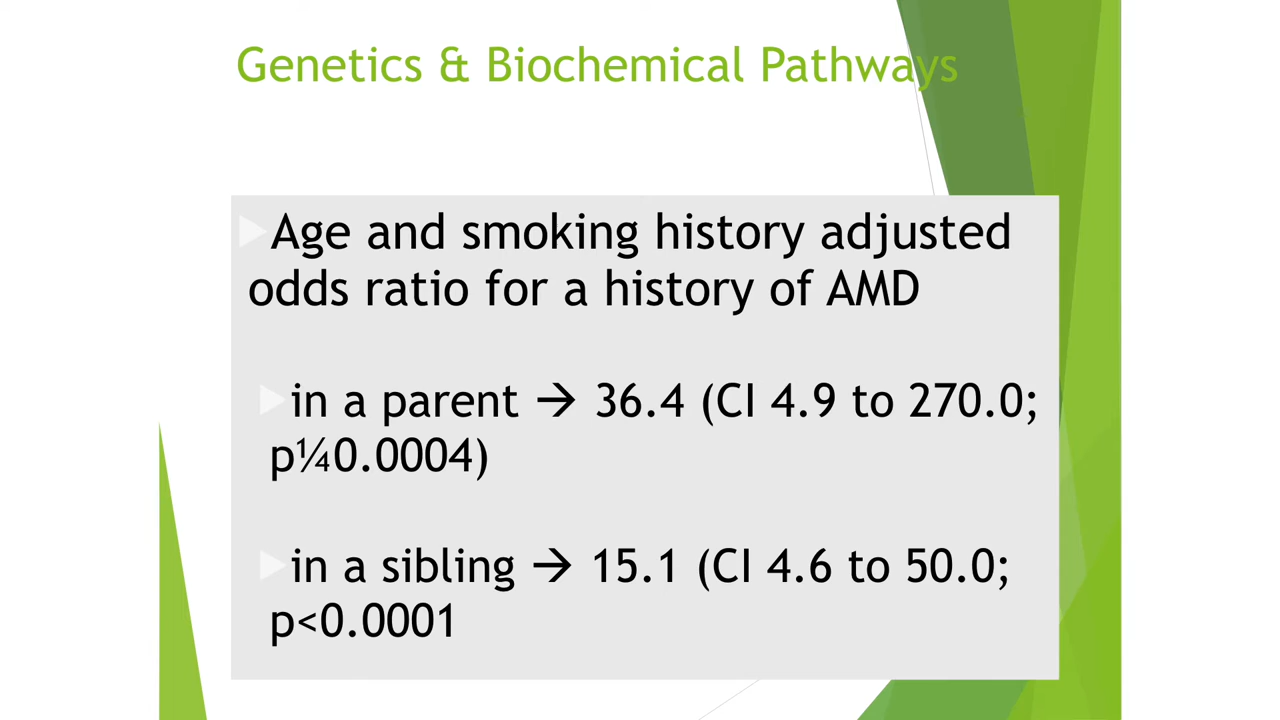 Genetics & Biochemical Pathways
Age and smoking history adjusted
odds ratio for a history of AMD
in a parent → 36.4 (CI 4.9 to 270.0;
p¼0.0004)
in a sibling → 15.1 (CI 4.6 to 50.0;
p<0.0001